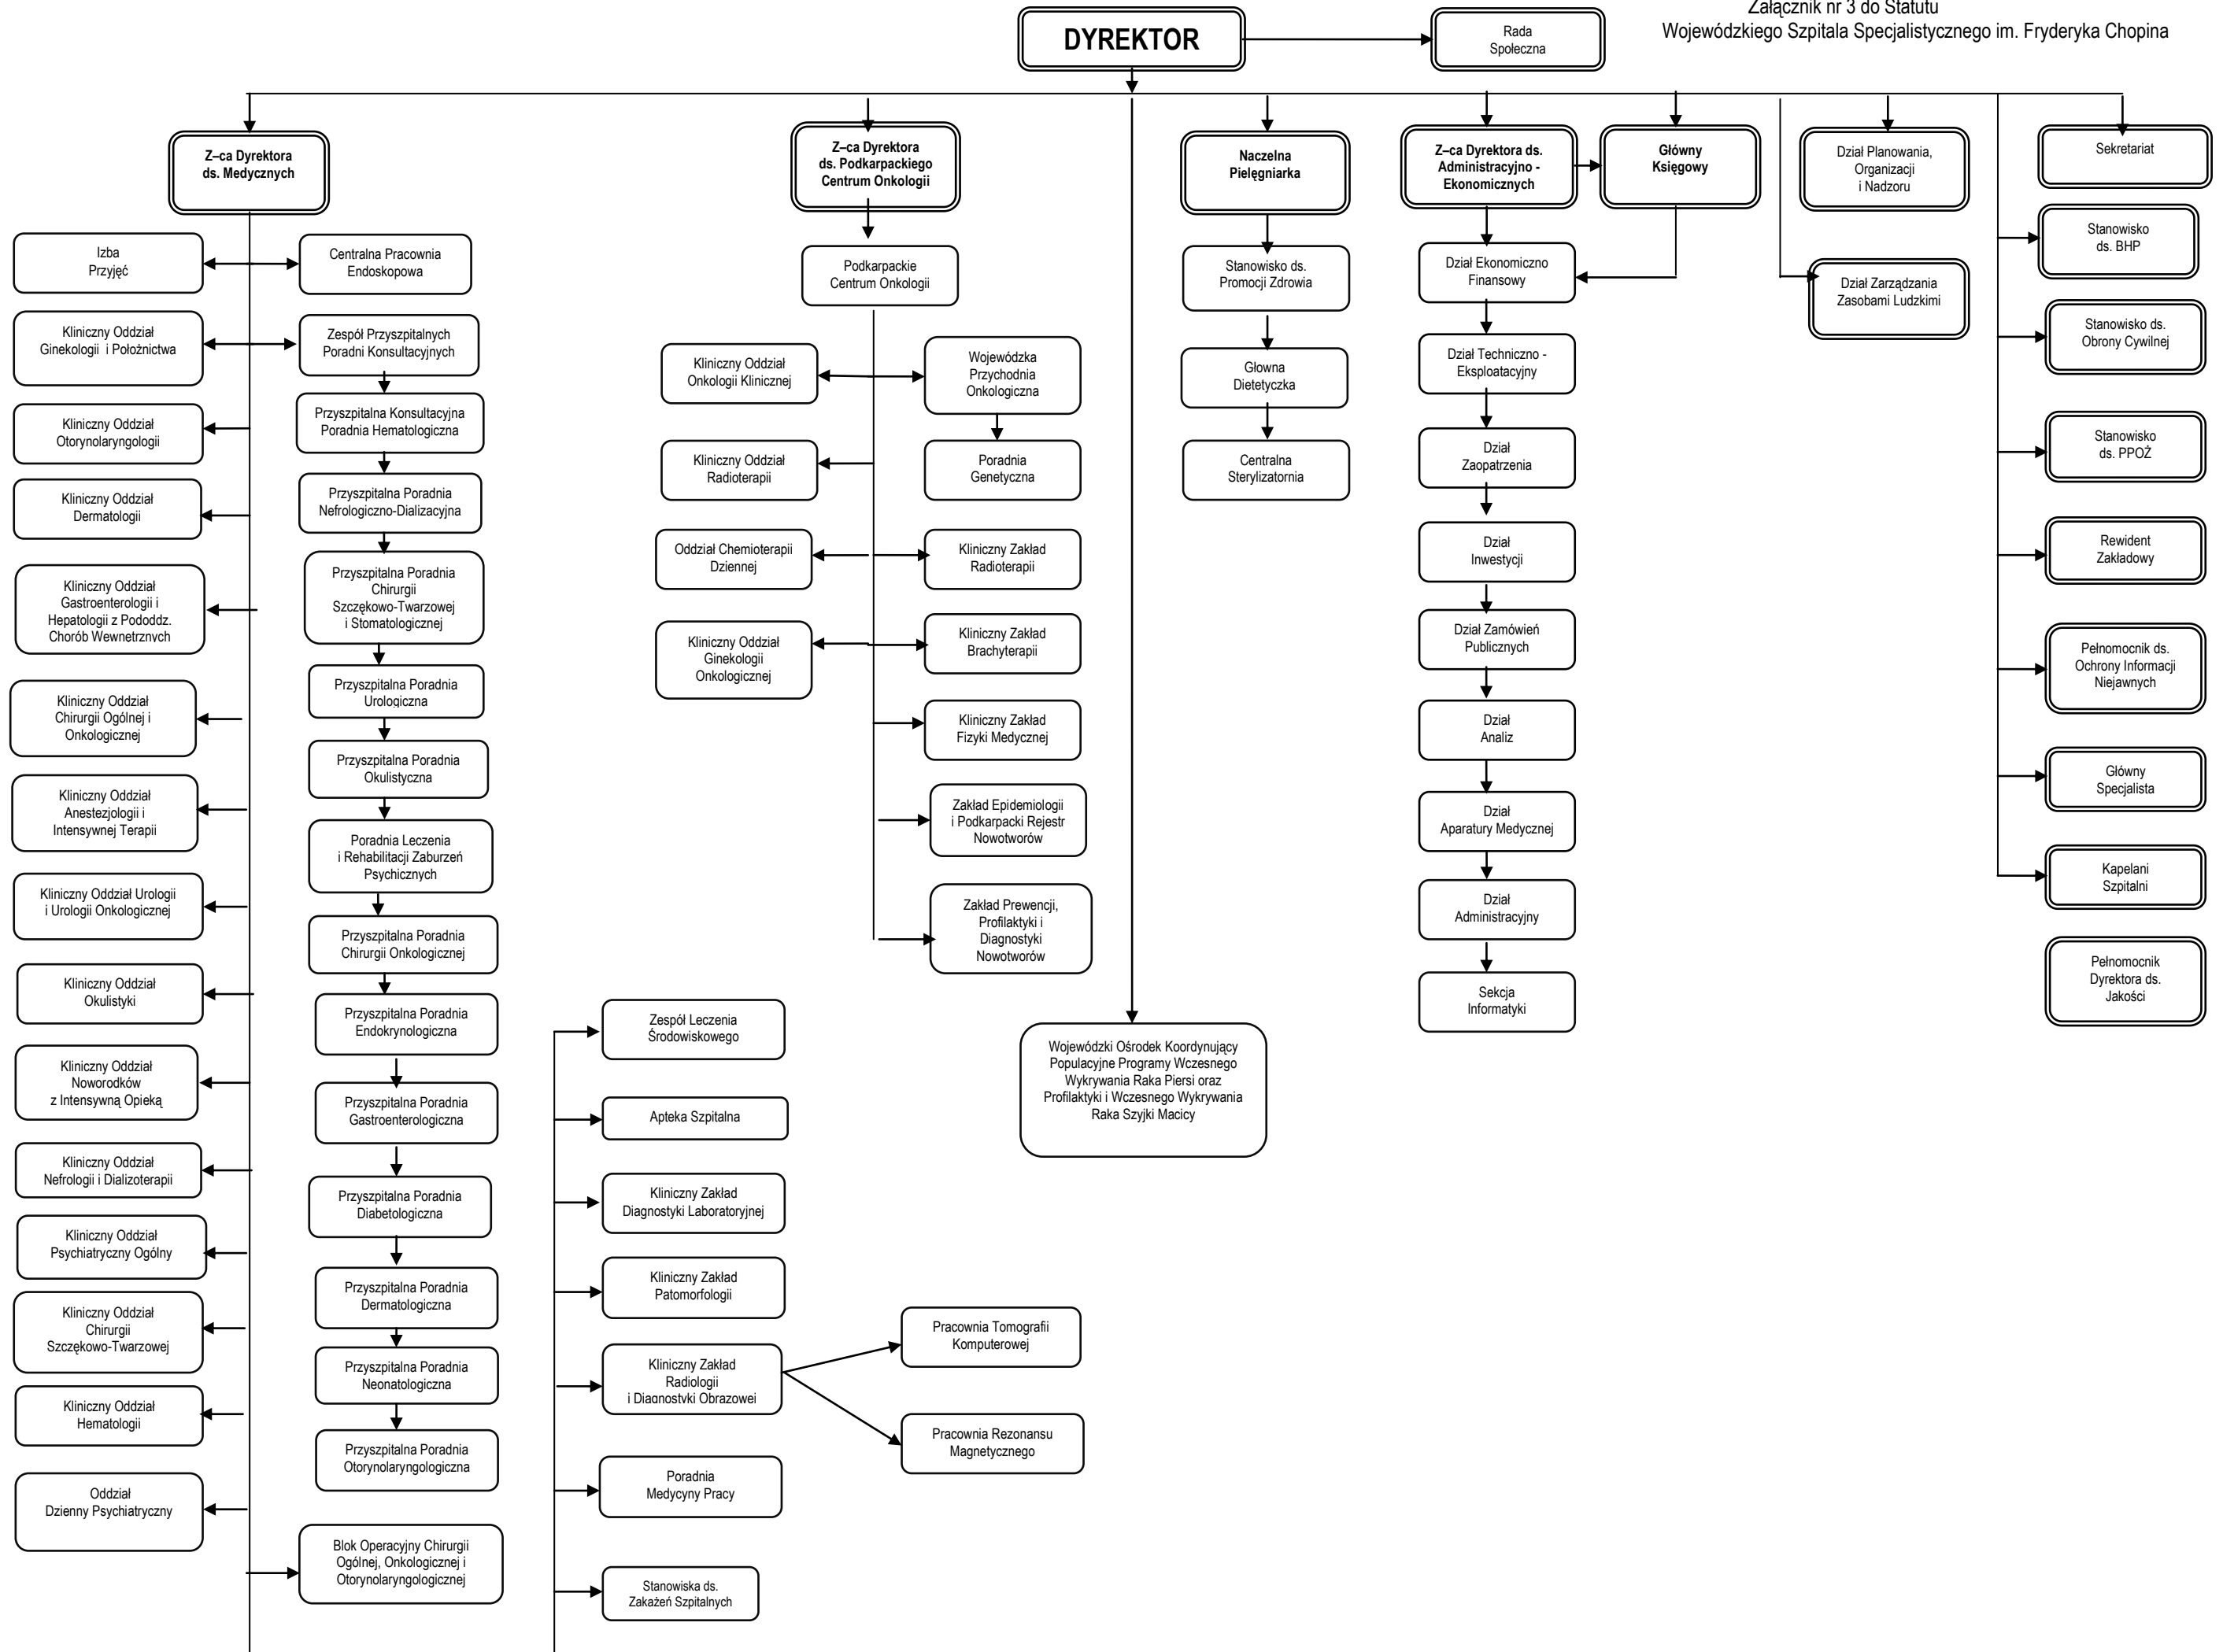 Załącznik nr 3 do Statutu
Wojewódzkiego Szpitala Specjalistycznego im. Fryderyka Chopina
DYREKTOR
Rada
Społeczna
Z–ca Dyrektora
ds. Medycznych
Z–ca Dyrektora
ds. Podkarpackiego
Centrum Onkologii
Naczelna
Pielęgniarka
Z–ca Dyrektora ds.
Administracyjno -
Ekonomicznych
Główny
Księgowy
Dział Planowania,
Organizacji
i Nadzoru
Sekretariat
Izba
Przyjęć
Kliniczny Oddział
Ginekologii i Położnictwa
Kliniczny Oddział
Otorynolaryngologii
Kliniczny Oddział
Dermatologii
Kliniczny Oddział
Gastroenterologii i
Hepatologii z Pododdz.
Chorób Wewnętrznych
Kliniczny Oddział
Chirurgii Ogólnej i
Onkologicznej
Kliniczny Oddział
Anestezjologii i
Intensywnej Terapii
Kliniczny Oddział Urologii
i Urologii Onkologicznej
Kliniczny Oddział
Okulistyki
Kliniczny Oddział
Noworodków
z Intensywną Opieką
Kliniczny Oddział
Nefrologii i Dializoterapii
Kliniczny Oddział
Psychiatryczny Ogólny
Kliniczny Oddział
Chirurgii
Szczękowo-Twarzowej
Kliniczny Oddział
Hematologii
Oddział
Dzienny Psychiatryczny
Centralna Pracownia
Endoskopowa
Zespół Przyszpitalnych
Poradni Konsultacyjnych
Przyszpitalna Konsultacyjna
Poradnia Hematologiczna
Przyszpitalna Poradnia
Nefrologiczno-Dializacyjna
Przyszpitalna Poradnia
Chirurgii
Szczękowo-Twarzowej
i Stomatologicznej
Przyszpitalna Poradnia
Urologiczna
Przyszpitalna Poradnia
Okulistyczna
Poradnia Leczenia
i Rehabilitacji Zaburzeń
Psychicznych
Przyszpitalna Poradnia
Chirurgii Onkologicznej
Przyszpitalna Poradnia
Endokrynologiczna
Przyszpitalna Poradnia
Gastroenterologiczna
Przyszpitalna Poradnia
Diabetologiczna
Przyszpitalna Poradnia
Dermatologiczna
Przyszpitalna Poradnia
Neonatologiczna
Przyszpitalna Poradnia
Otorynolaryngologiczna
Blok Operacyjny Chirurgii
Ogólnej, Onkologicznej i
Otorynolaryngologicznej
Zespół Leczenia
Środowiskowego
Apteka Szpitalna
Kliniczny Zakład
Diagnostyki Laboratoryjnej
Kliniczny Zakład
Patomorfologii
Kliniczny Zakład
Radiologii
i Diagnostyki Obrazowej
Poradnia
Medycyny Pracy
Stanowiska ds.
Zakażeń Szpitalnych
Pracownia Tomografii
Komputerowej
Pracownia Rezonansu
Magnetycznego
Podkarpackie
Centrum Onkologii
Kliniczny Oddział
Onkologii Klinicznej
Kliniczny Oddział
Radioterapii
Oddział Chemioterapii
Dziennej
Kliniczny Oddział
Ginekologii
Onkologicznej
Wojewódzka
Przychodnia
Onkologiczna
Poradnia
Genetyczna
Kliniczny Zakład
Radioterapii
Kliniczny Zakład
Brachyterapii
Kliniczny Zakład
Fizyki Medycznej
Zakład Epidemiologii
i Podkarpacki Rejestr
Nowotworów
Zakład Prewencji,
Profilaktyki i
Diagnostyki
Nowotworów
Wojewódzki Ośrodek Koordynujący
Populacyjne Programy Wczesnego
Wykrywania Raka Piersi oraz
Profilaktyki i Wczesnego Wykrywania
Raka Szyjki Macicy
Stanowisko ds.
Promocji Zdrowia
Głowna
Dietetyczka
Centralna
Sterylizatornia
Dział Ekonomiczno
Finansowy
Dział Techniczno -
Eksploatacyjny
Dział
Zaopatrzenia
Dział
Inwestycji
Dział Zamówień
Publicznych
Dział
Analiz
Dział
Aparatury Medycznej
Dział
Administracyjny
Sekcja
Informatyki
Dział Zarządzania
Zasobami Ludzkimi
Stanowisko
ds. BHP
Stanowisko ds.
Obrony Cywilnej
Stanowisko
ds. PPOŻ
Rewident
Zakładowy
Pełnomocnik ds.
Ochrony Informacji
Niejawnych
Główny
Specjalista
Kapelani
Szpitalni
Pełnomocnik
Dyrektora ds.
Jakości